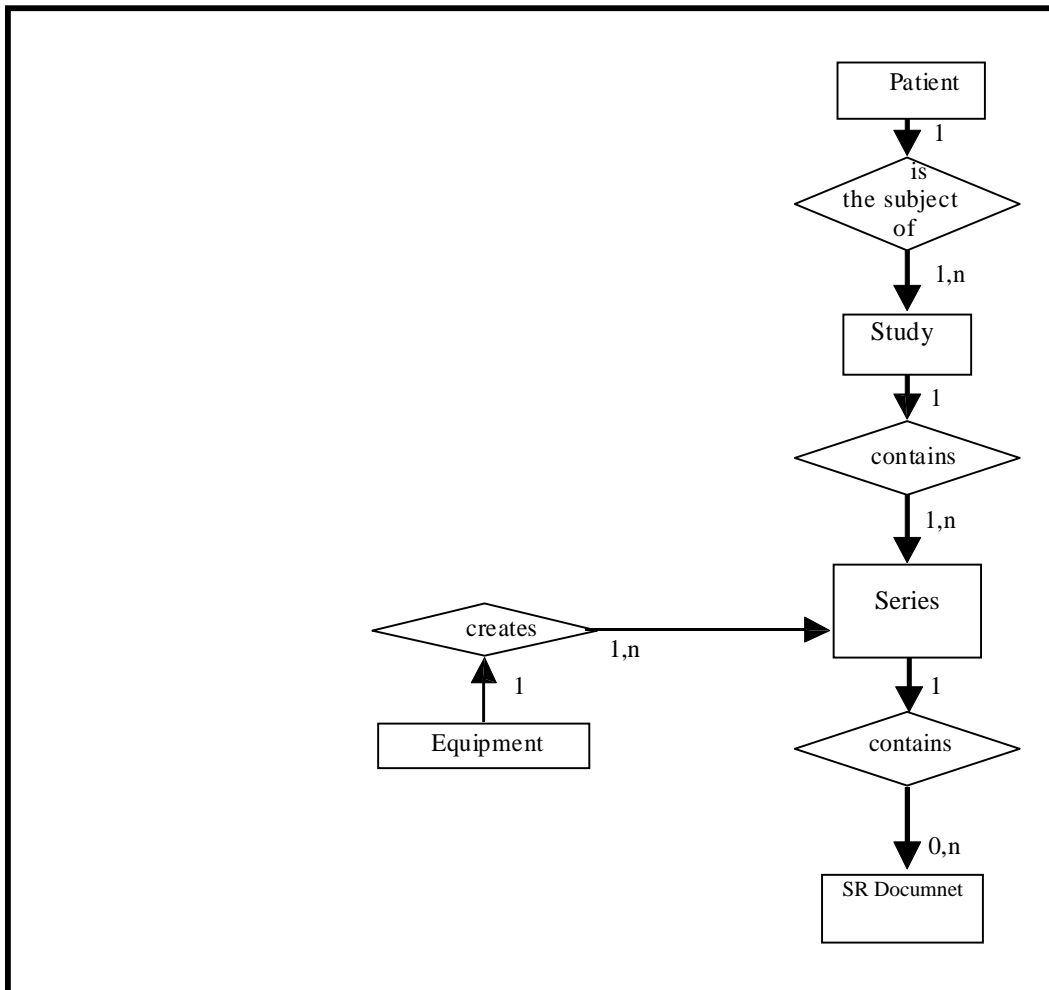 Patient
1
is
the subject
of
1,n
Study
1
contains
1,n
Series
creates
1,n
1
1
Equipment
contains
0,n
SR Documnet